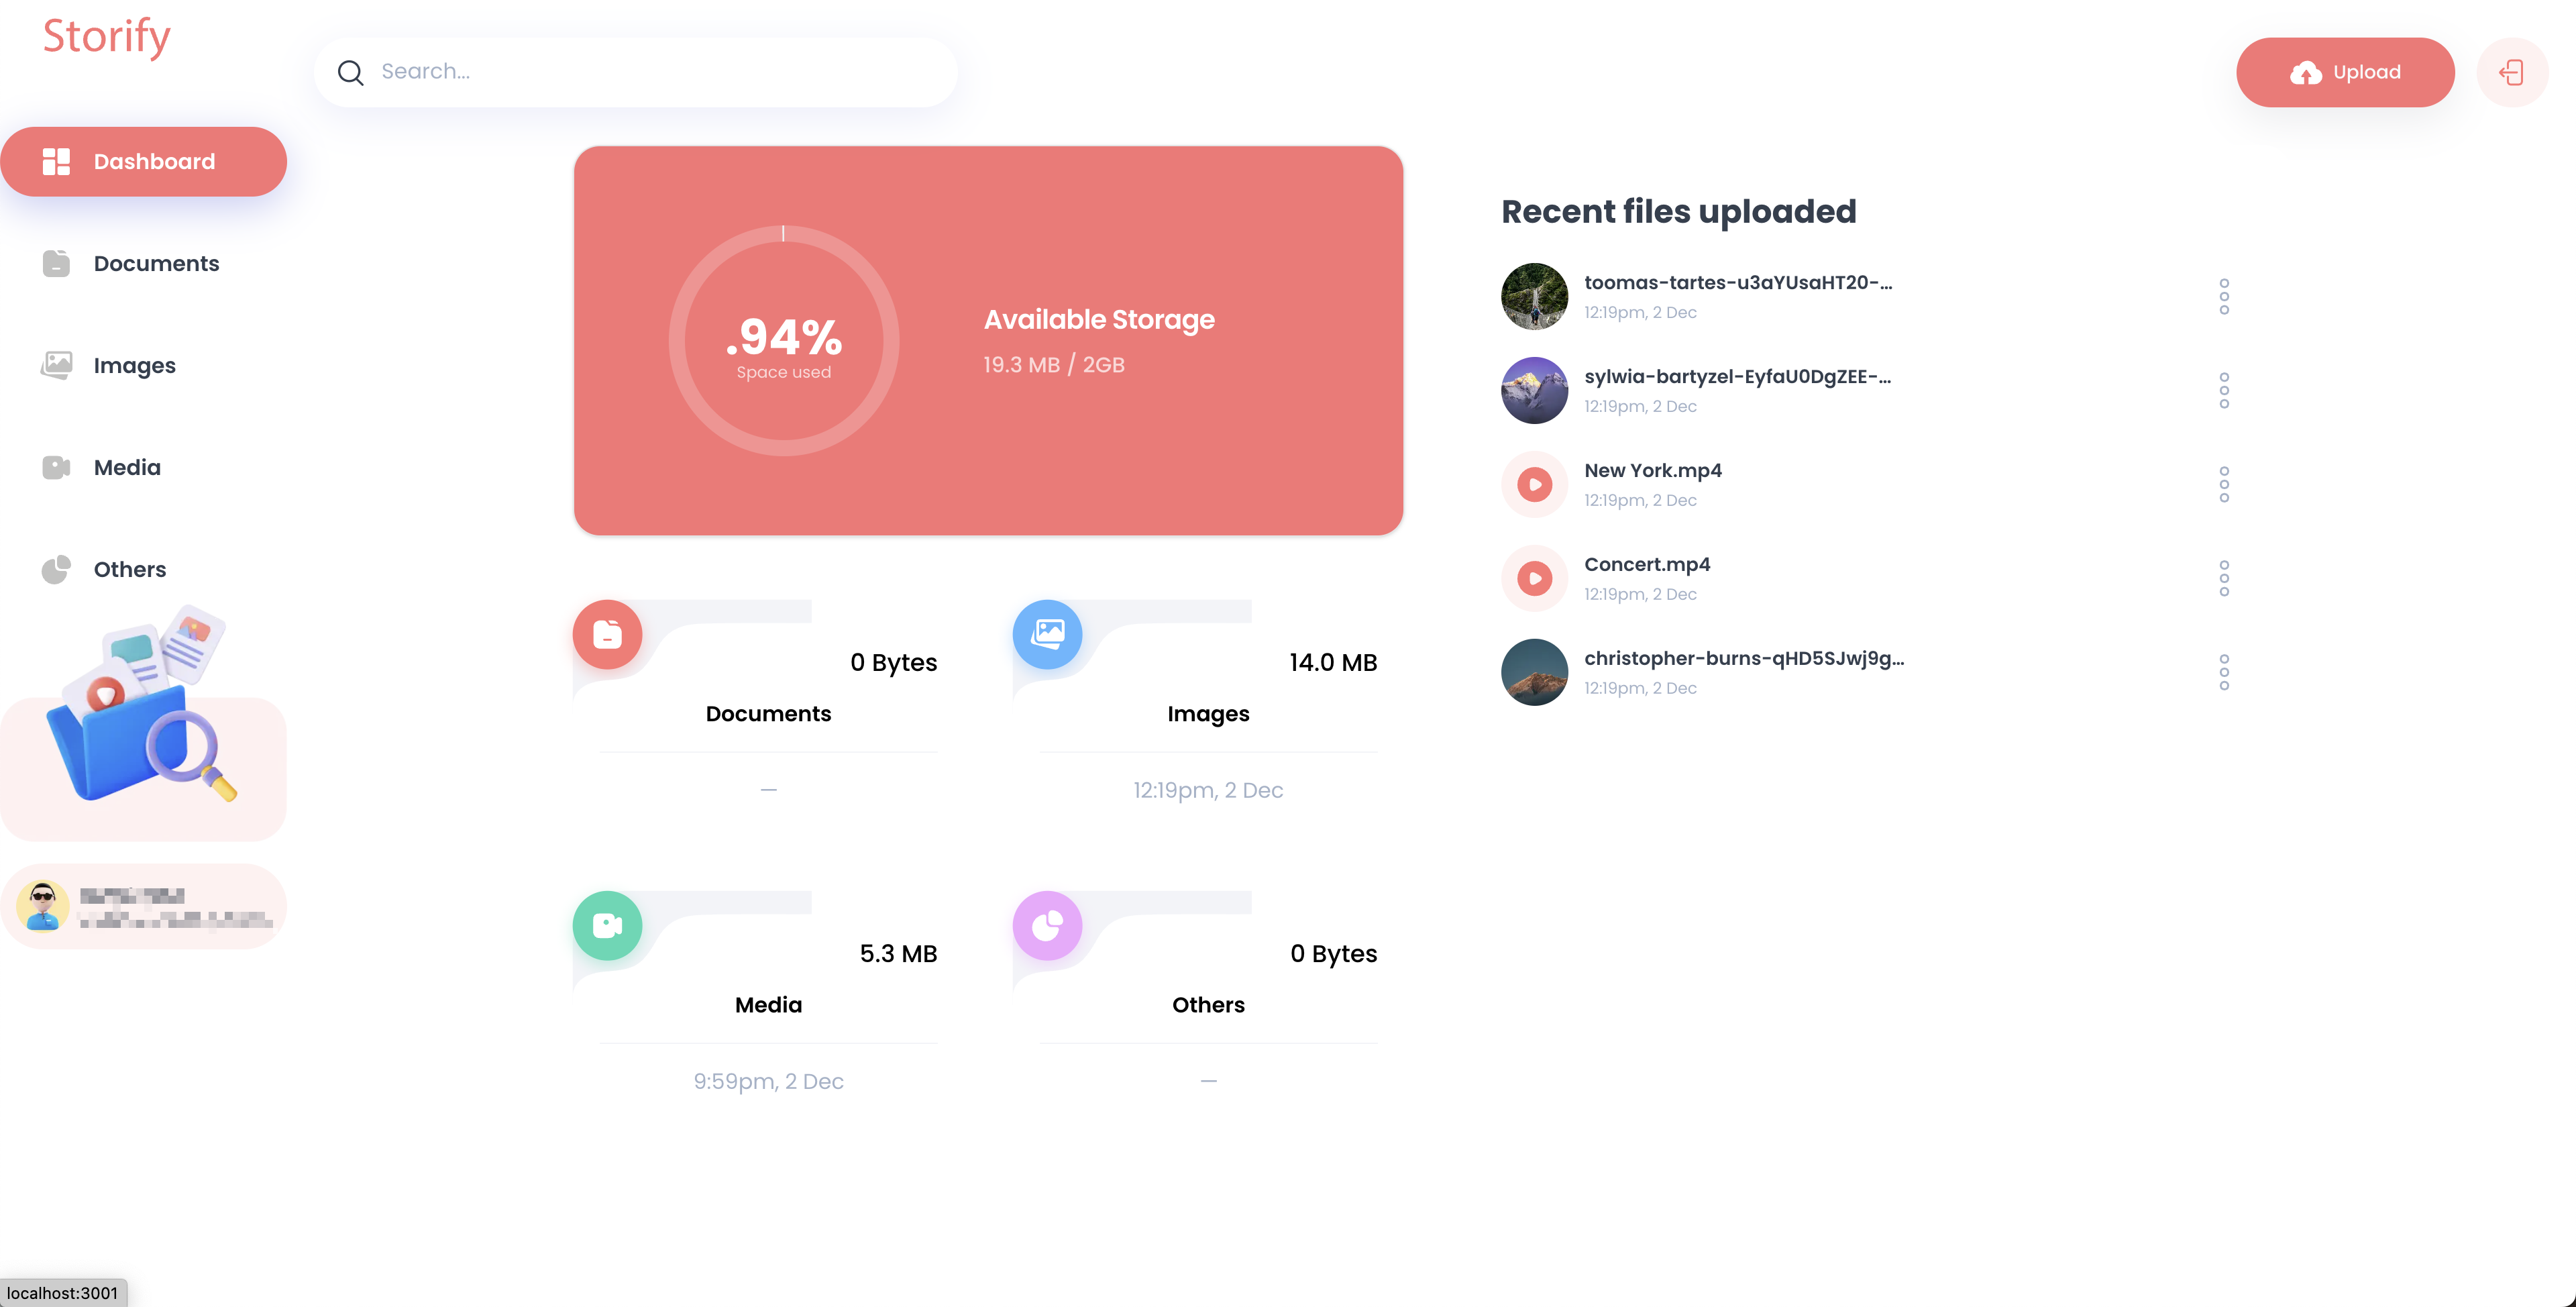 Storify
Search...
Upload
Dashboard
Documents
Images
Media
Others
.94%
Space used
Available Storage
19.3 MB / 2GB
0 Bytes
Documents
—
14.0 MB
Images
12:19pm, 2 Dec
5.3 MB
Media
9:59pm, 2 Dec
0 Bytes
Others
—
Recent files uploaded
toomas-tartes-u3aYUsaHT20-...
12:19pm, 2 Dec
sylwia-bartyzel-EyfaU0DgZEE-...
12:19pm, 2 Dec
New York.mp4
12:19pm, 2 Dec
Concert.mp4
12:19pm, 2 Dec
christopher-burns-qHD5SJwj9g...
12:19pm, 2 Dec
localhost:3001